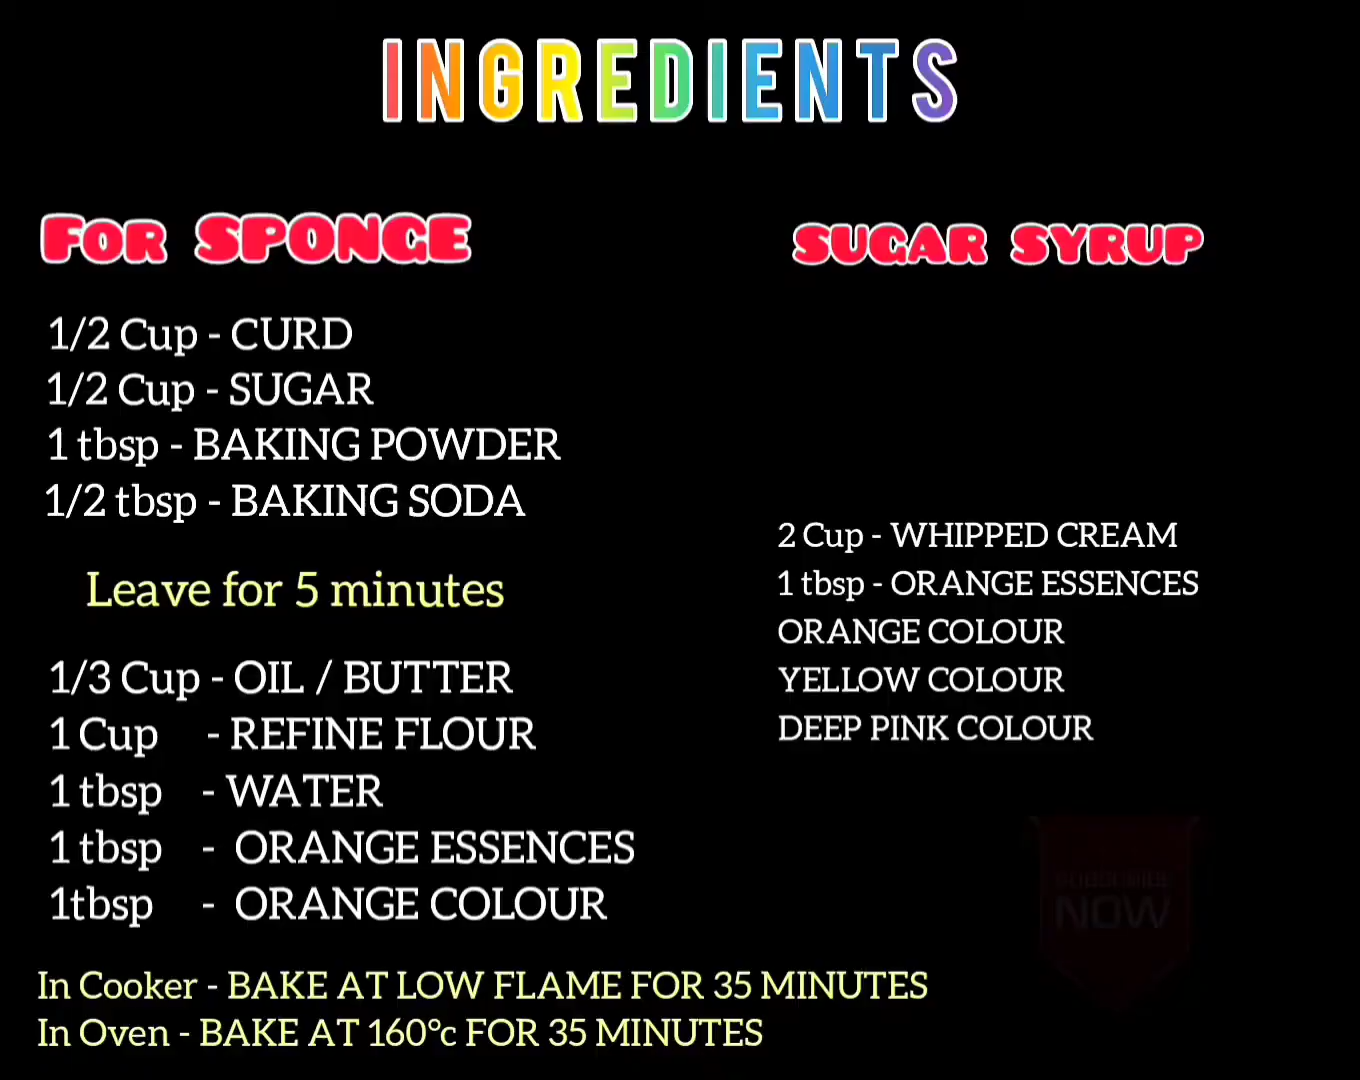 INGREDIENTS
FOR SPONGE
1/2 Cup - CURD
1/2 Cup - SUGAR
1 tbsp - BAKING POWDER
1/2 tbsp - BAKING SODA
Leave for 5 minutes
1/3 Cup - OIL / BUTTER
1 Cup - REFINE FLOUR
1 tbsp - WATER
1 tbsp - ORANGE ESSENCES
1tbsp - ORANGE COLOUR
In Cooker - BAKE AT LOW FLAME FOR 35 MINUTES
In Oven - BAKE AT 160°c FOR 35 MINUTES
SUGAR SYRUP
2 Cup - WHIPPED CREAM
1 tbsp - ORANGE ESSENCES
ORANGE COLOUR
YELLOW COLOUR
DEEP PINK COLOUR
NOW